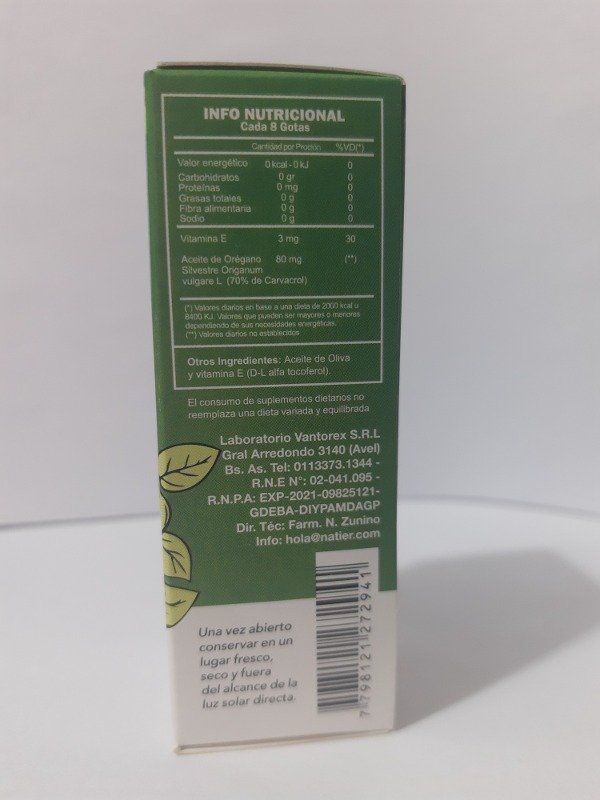 INFO NUTRICIONAL
Cada 8 Gotas
Cantidad por Proción %VD(*)
Valor energético 0 kcal - 0 kJ 0
Carbohidratos 0 gr 0
Proteínas 0 mg 0
Grasas totales 0 g 0
Fibra alimentaria 0 g 0
Sodio 0 g 0
Vitamina E 3 mg 30
Aceite de Orégano 80 mg (**)
Silvestre Origanum
vulgare L (70% de Carvacrol)
(*) Valores diarios en base a una dieta de 2000 kcal u
8400 KJ. Valores que pueden ser mayores o menores
dependiendo de sus necesidades energéticas.
(**) Valores diarios no establecidos
Otros Ingredientes: Aceite de Oliva
y vitamina E (D-L alfa tocoferol).
El consumo de suplementos dietarios no
reemplaza una dieta variada y equilibrada
Laboratorio Vantorex S.R.L
Gral Arredondo 3140 (Avel)
Bs. As. Tel: 0113373.1344 -
R.N.E N°: 02-041.095 -
R.N.P.A: EXP-2021-09825121-
GDEBA-DIYPAMDAGP
Dir. Téc: Farm. N. Zunino
Info: hola@natier.com
Una vez abierto
conservar en un
lugar fresco,
seco y fuera
del alcance de la
luz solar directa.
7 798121 272941